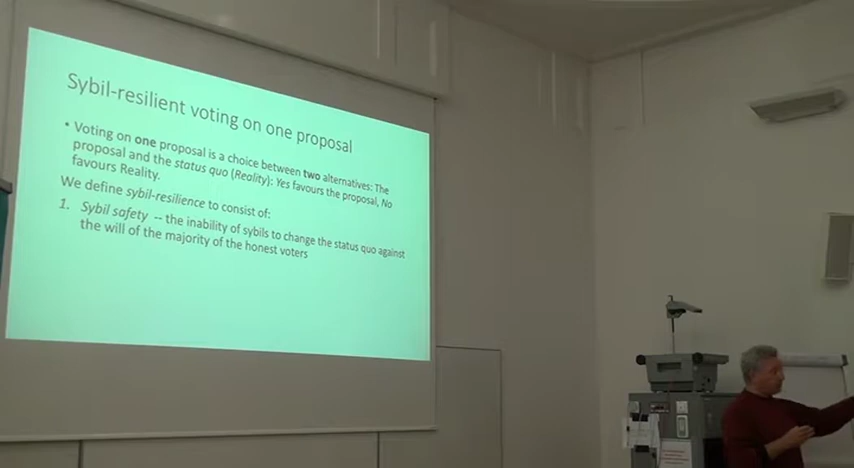 Sybil-resilient voting on one proposal
• Voting on one proposal is a choice between two alternatives: The
proposal and the status quo (Reality): Yes favours the proposal, No
favours Reality.
We define sybil-resilience to consist of:
1. Sybil safety -- the inability of sybils to change the status quo against
the will of the majority of the honest voters